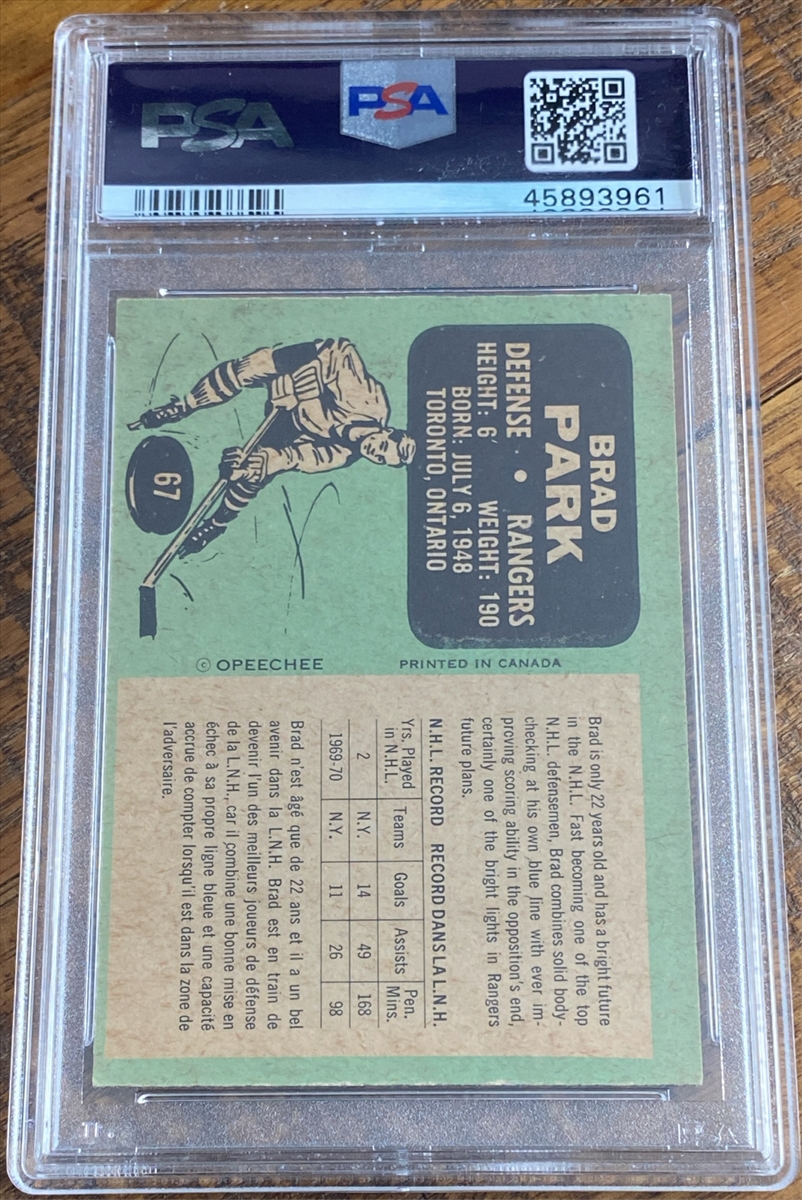 PSA
PSA
45893961
BRAD
PARK
DEFENSE • RANGERS
HEIGHT: 6' WEIGHT: 190
BORN: JULY 6, 1948
TORONTO, ONTARIO
67
© OPEECHEE
PRINTED IN CANADA
Brad is only 22 years old and has a bright future
in the N.H.L. Fast becoming one of the top
N.H.L. defensemen, Brad combines solid body-
checking at his own blue line with ever im-
proving scoring ability in the opposition's end,
certainly one of the bright lights in Rangers
future plans.
N.H.L. RECORD RECORD DANS LA L.N.H.
Yrs. Played in N.H.L. Teams Goals Assists Pen. Mins.
2 N.Y. 14 49 168
1969-70 N.Y. 11 26 98
Brad n'est âgé que de 22 ans et il a un bel
avenir dans la L.N.H. Brad est en train de
devenir l'un des meilleurs joueurs de défense
de la L.N.H., car il combine une bonne mise en
échec à sa propre ligne bleue et une capacité
accrue de compter lorsqu'il est dans la zone de
l'adversaire.